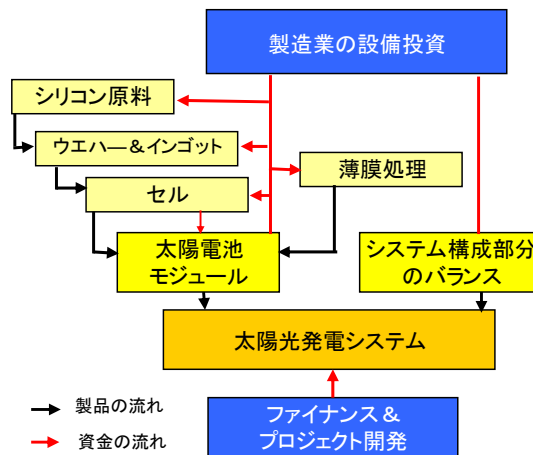 製造業の設備投資
シリコン原料
ウエハ―＆インゴット
薄膜処理
セル
太陽電池
モジュール
システム構成部分
のバランス
太陽光発電システム
製品の流れ
資金の流れ
ファイナンス＆
プロジェクト開発